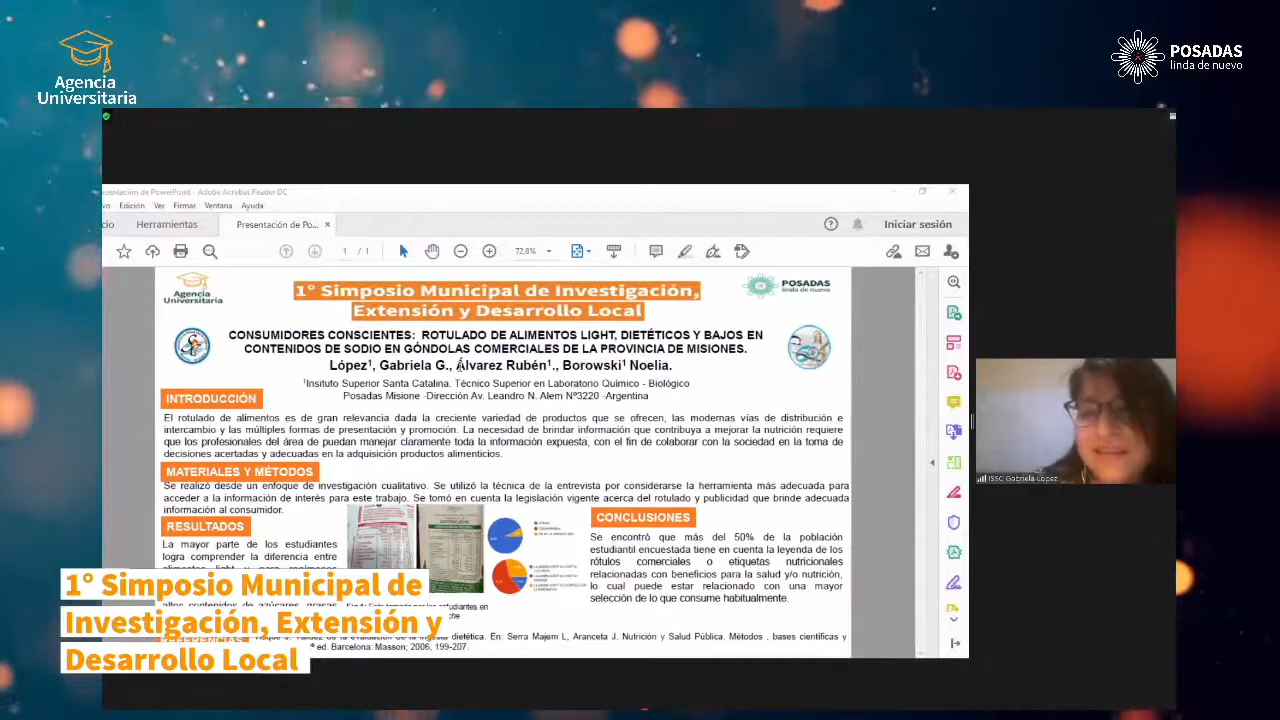 Agencia
Universitaria
POSADAS
linda de nuevo
Presentación de PowerPoint - Adobe Acrobat Reader DC
Edición Ver Firmar Ventana Ayuda
Herramientas
Presentación de Po... ×
Iniciar sesión
1 / 1
72,8%
Agencia
Universitaria
1° Simposio Municipal de Investigación,
Extensión y Desarrollo Local
POSADAS
linda de nuevo
CONSUMIDORES CONSCIENTES: ROTULADO DE ALIMENTOS LIGHT, DIETÉTICOS Y BAJOS EN
CONTENIDOS DE SODIO EN GÓNDOLAS COMERCIALES DE LA PROVINCIA DE MISIONES.
López¹, Gabriela G., Álvarez Rubén¹., Borowski¹ Noelia.
¹Insituto Superior Santa Catalina. Técnico Superior en Laboratorio Químico - Biológico
Posadas Misione -Dirección Av. Leandro N. Alem Nº3220 -Argentina
INTRODUCCIÓN
El rotulado de alimentos es de gran relevancia dada la creciente variedad de productos que se ofrecen, las modernas vías de distribución e
intercambio y las múltiples formas de presentación y promoción. La necesidad de brindar información que contribuya a mejorar la nutrición requiere
que los profesionales del área de puedan manejar claramente toda la información expuesta, con el fin de colaborar con la sociedad en la toma de
decisiones acertadas y adecuadas en la adquisición productos alimenticios.
MATERIALES Y MÉTODOS
Se realizó desde un enfoque de investigación cualitativo. Se utilizó la técnica de la entrevista por considerarse la herramienta más adecuada para
acceder a la información de interés para este trabajo. Se tomó en cuenta la legislación vigente acerca del rotulado y publicidad que brinde adecuada
información al consumidor.
RESULTADOS
La mayor parte de los estudiantes
logra comprender la diferencia entre
CONCLUSIONES
Se encontró que más del 50% de la población
estudiantil encuestada tiene en cuenta la leyenda de los
rótulos comerciales o etiquetas nutricionales
relacionadas con beneficios para la salud y/o nutrición,
lo cual puede estar relacionado con una mayor
selección de lo que consume habitualmente.
dietética. En: Serra Majem L, Aranceta J. Nutrición y Salud Pública. Métodos . bases científicas y
ed. Barcelona: Masson; 2006, 199-207.
ISSC Gabriela López
1° Simposio Municipal de
Investigación, Extensión y
Desarrollo Local